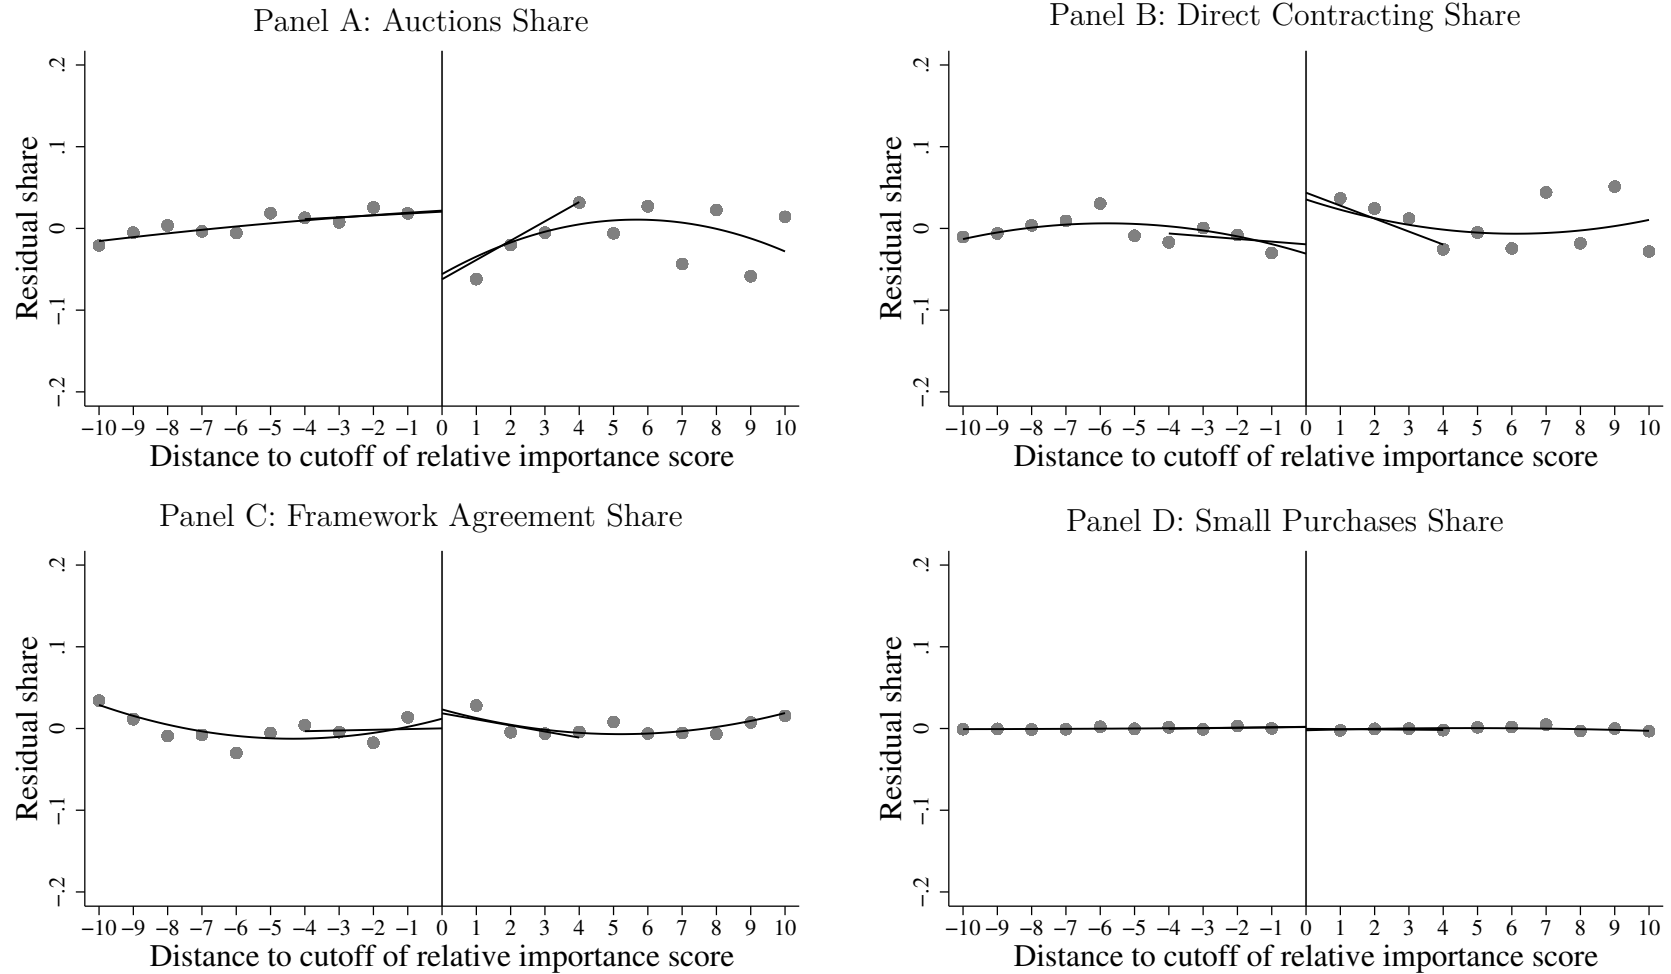 Panel A: Auctions Share
Residual share
.2
.1
0
−.1
−.2
−10 −9 −8 −7 −6 −5 −4 −3 −2 −1 0 1 2 3 4 5 6 7 8 9 10
Distance to cutoff of relative importance score
Panel B: Direct Contracting Share
Residual share
.2
.1
0
−.1
−.2
−10 −9 −8 −7 −6 −5 −4 −3 −2 −1 0 1 2 3 4 5 6 7 8 9 10
Distance to cutoff of relative importance score
Panel C: Framework Agreement Share
Residual share
.2
.1
0
−.1
−.2
−10 −9 −8 −7 −6 −5 −4 −3 −2 −1 0 1 2 3 4 5 6 7 8 9 10
Distance to cutoff of relative importance score
Panel D: Small Purchases Share
Residual share
.2
.1
0
−.1
−.2
−10 −9 −8 −7 −6 −5 −4 −3 −2 −1 0 1 2 3 4 5 6 7 8 9 10
Distance to cutoff of relative importance score